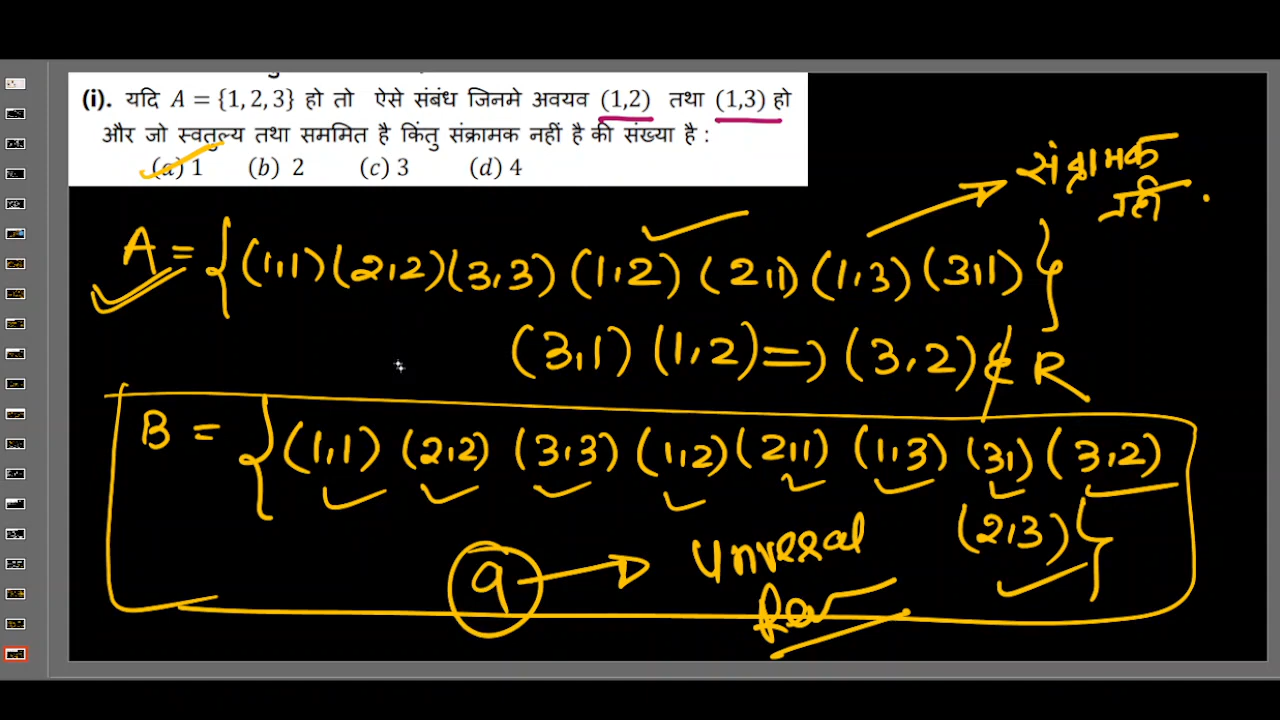 (i). यदि A = {1, 2, 3} हो तो ऐसे संबंध जिनमे अवयव (1,2) तथा (1,3) हो
और जो स्वतुल्य तथा सममित है किंतु संक्रामक नहीं है की संख्या है :
(a) 1 (b) 2 (c) 3 (d) 4
संक्रामक
नहीं .
A = {(1,1) (2,2) (3,3) (1,2) (2,1) (1,3) (3,1)}
(3,1) (1,2) => (3,2) ∉ R
B = {(1,1) (2,2) (3,3) (1,2) (2,1) (1,3) (3,1) (3,2)
(2,3)}
9 → Unveral